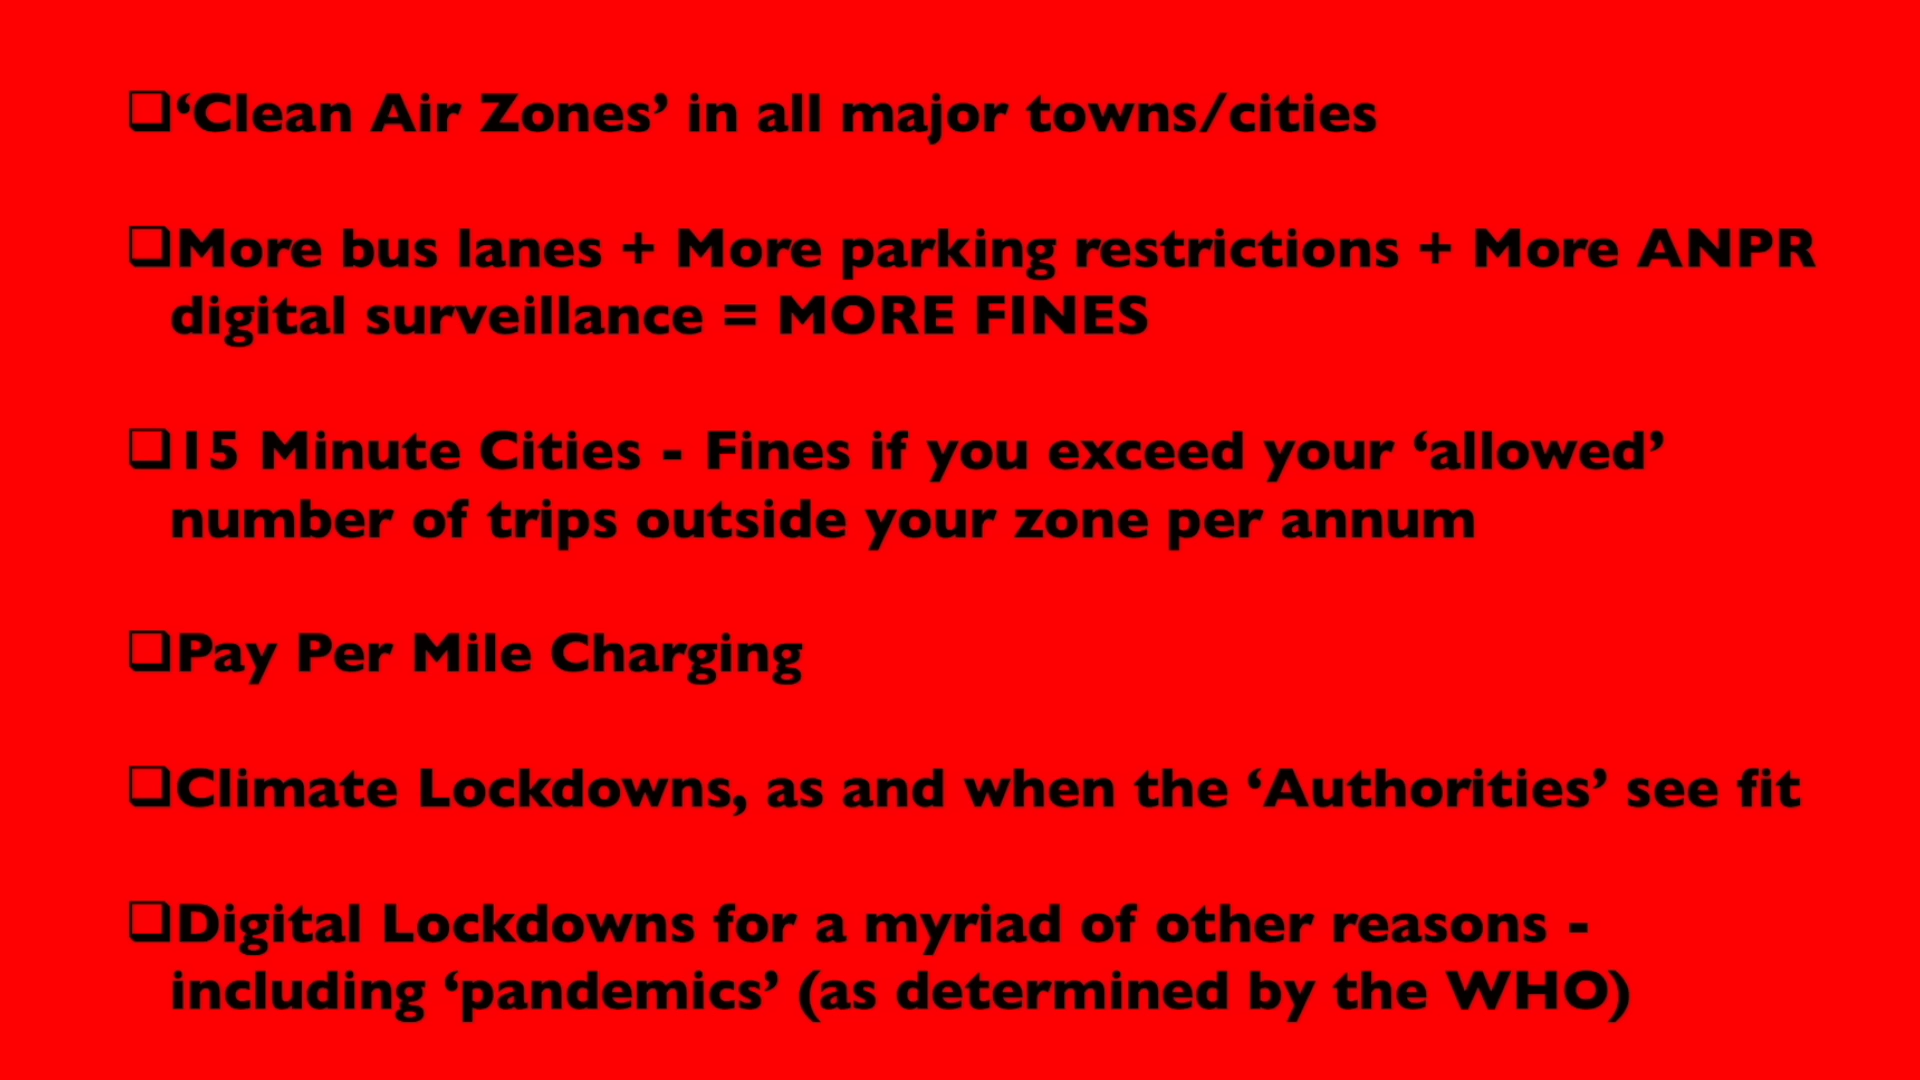 ❑‘Clean Air Zones’ in all major towns/cities
❑More bus lanes + More parking restrictions + More ANPR
digital surveillance = MORE FINES
❑15 Minute Cities - Fines if you exceed your ‘allowed’
number of trips outside your zone per annum
❑Pay Per Mile Charging
❑Climate Lockdowns, as and when the ‘Authorities’ see fit
❑Digital Lockdowns for a myriad of other reasons -
including ‘pandemics’ (as determined by the WHO)